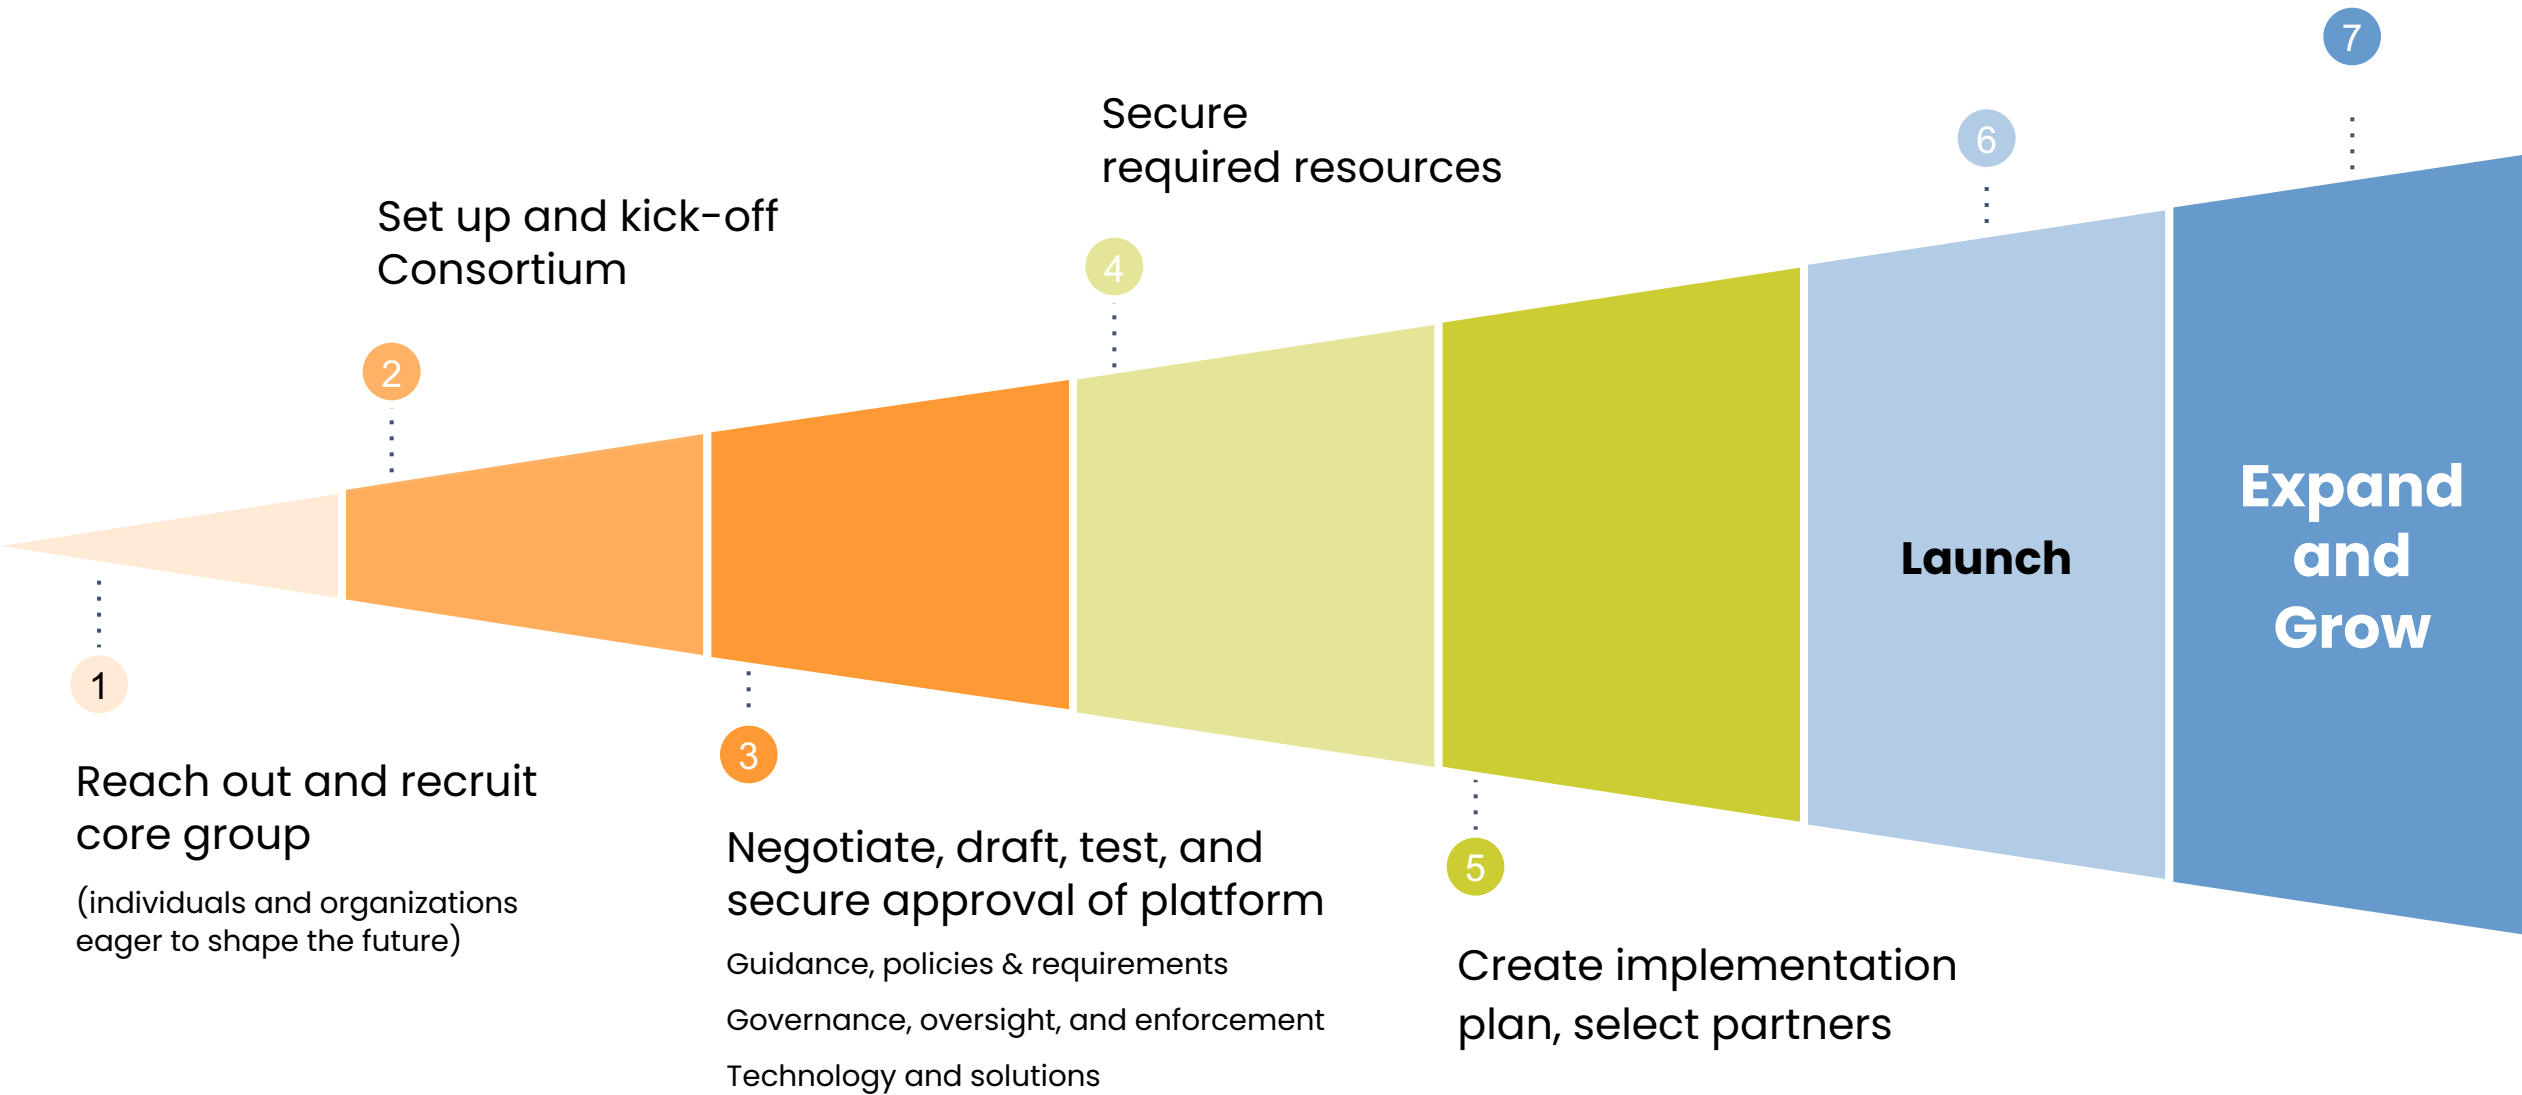 1
Reach out and recruit
core group
(individuals and organizations
eager to shape the future)
Set up and kick-off
Consortium
2
3
Negotiate, draft, test, and
secure approval of platform
Guidance, policies & requirements
Governance, oversight, and enforcement
Technology and solutions
Secure
required resources
4
5
Create implementation
plan, select partners
6
Launch
7
Expand
and
Grow